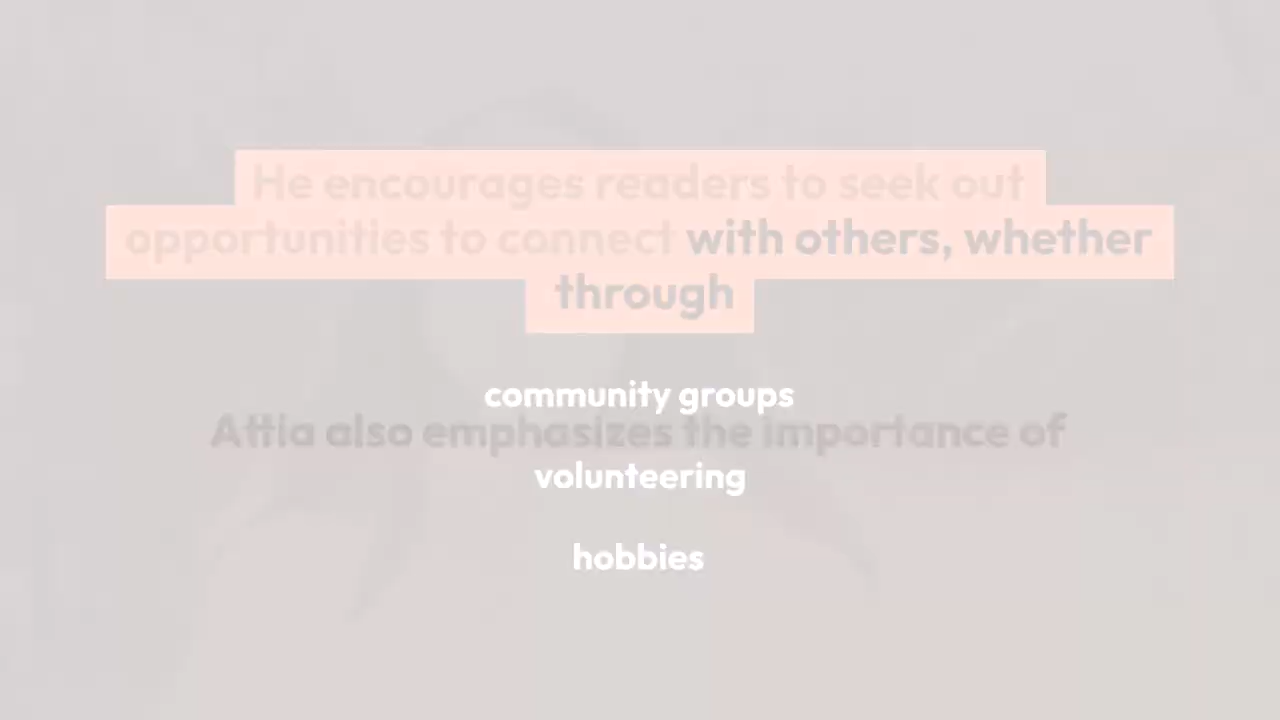 He encourages readers to seek out
opportunities to connect with others, whether
through
community groups
Attia also emphasizes the importance of
volunteering
hobbies